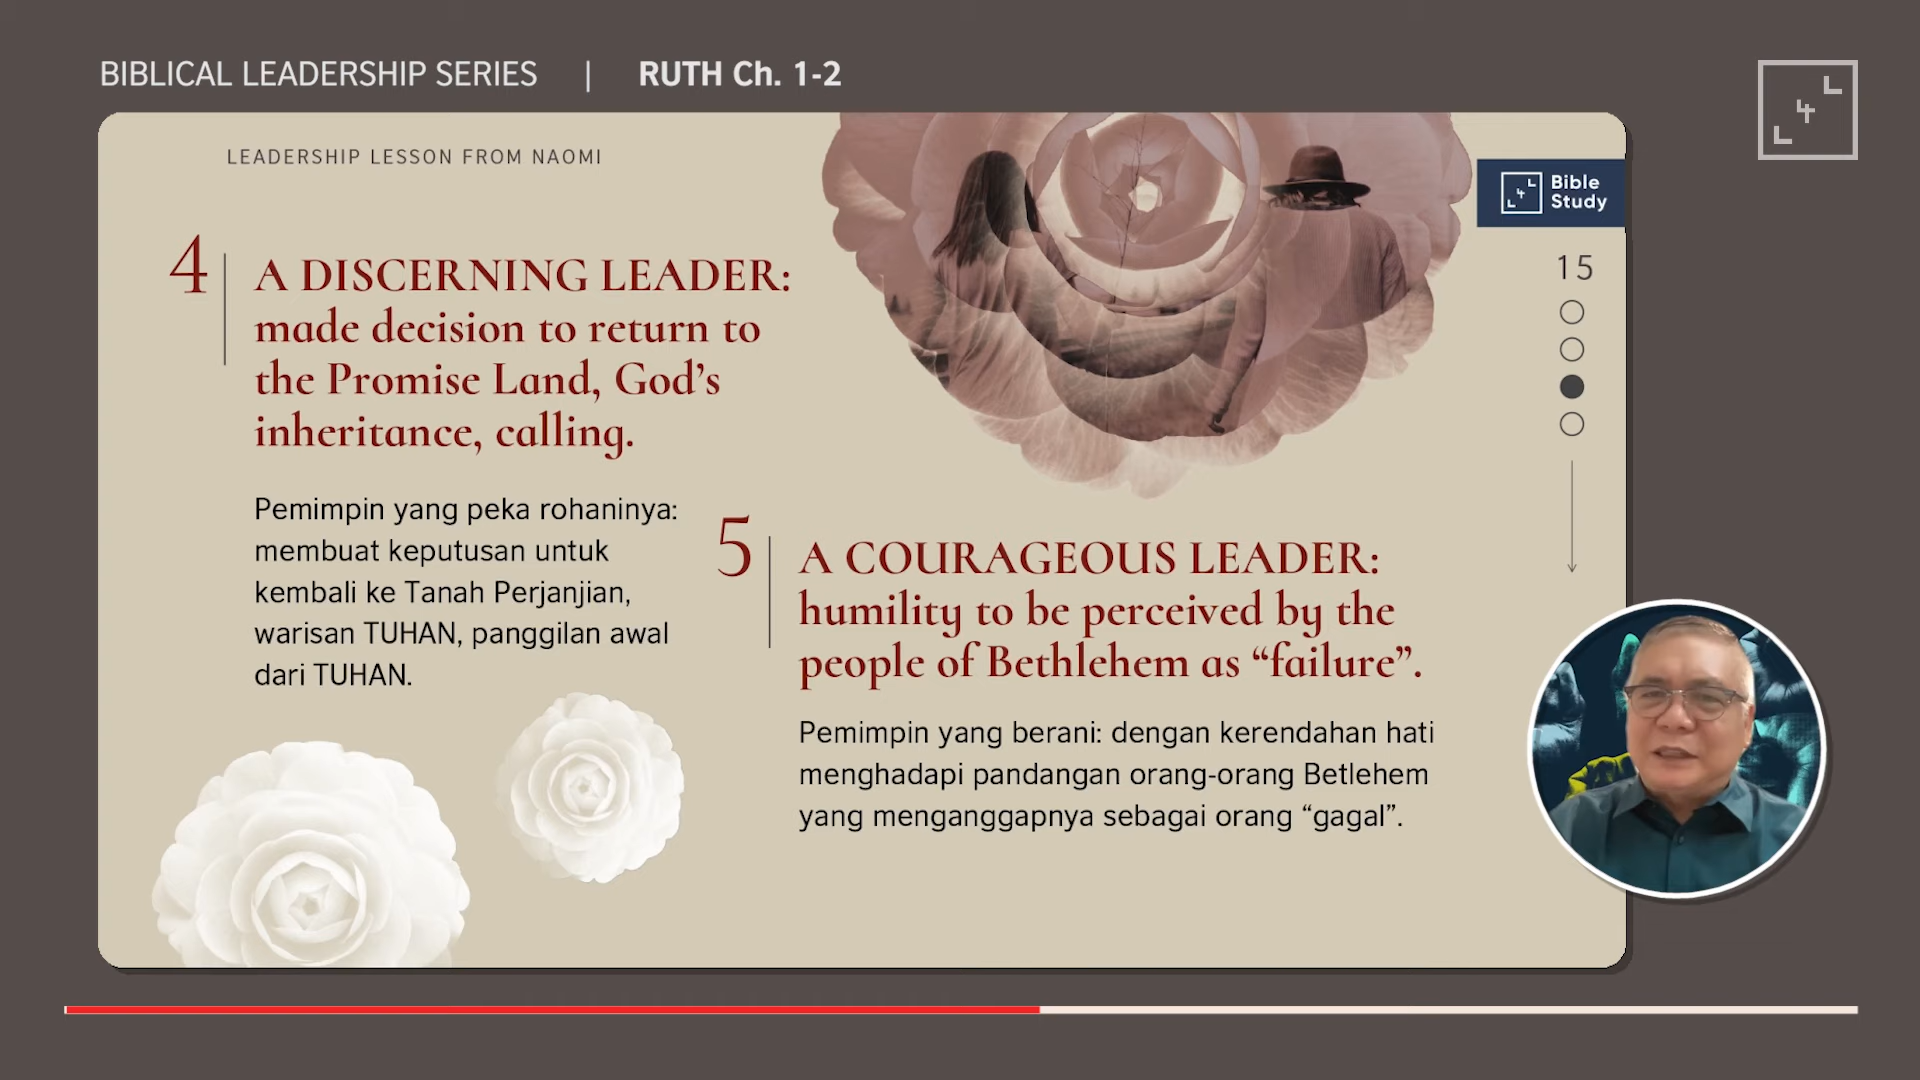 BIBLICAL LEADERSHIP SERIES | RUTH Ch. 1-2
LEADERSHIP LESSON FROM NAOMI
Bible
Study
15
4
A DISCERNING LEADER:
made decision to return to
the Promise Land, God’s
inheritance, calling.
Pemimpin yang peka rohaninya:
membuat keputusan untuk
kembali ke Tanah Perjanjian,
warisan TUHAN, panggilan awal
dari TUHAN.
5
A COURAGEOUS LEADER:
humility to be perceived by the
people of Bethlehem as “failure”.
Pemimpin yang berani: dengan kerendahan hati
menghadapi pandangan orang-orang Betlehem
yang menganggapnya sebagai orang “gagal”.